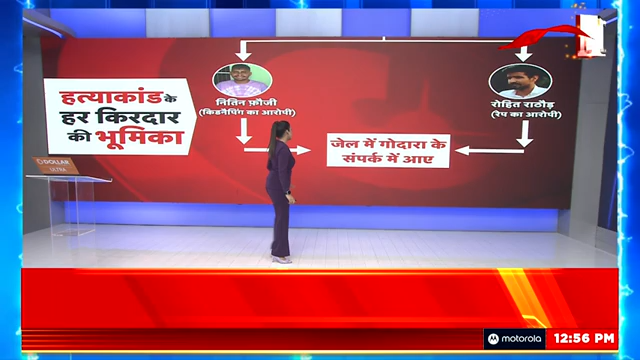 हत्याकांड के
हर किरदार
की भूमिका
नितिन फ़ौजी
(किडनैपिंग का आरोपी)
रोहित राठौड़
(रेप का आरोपी)
जेल में गोदारा के
संपर्क में आए
DOLLAR
ULTRA
motorola
12:56 PM